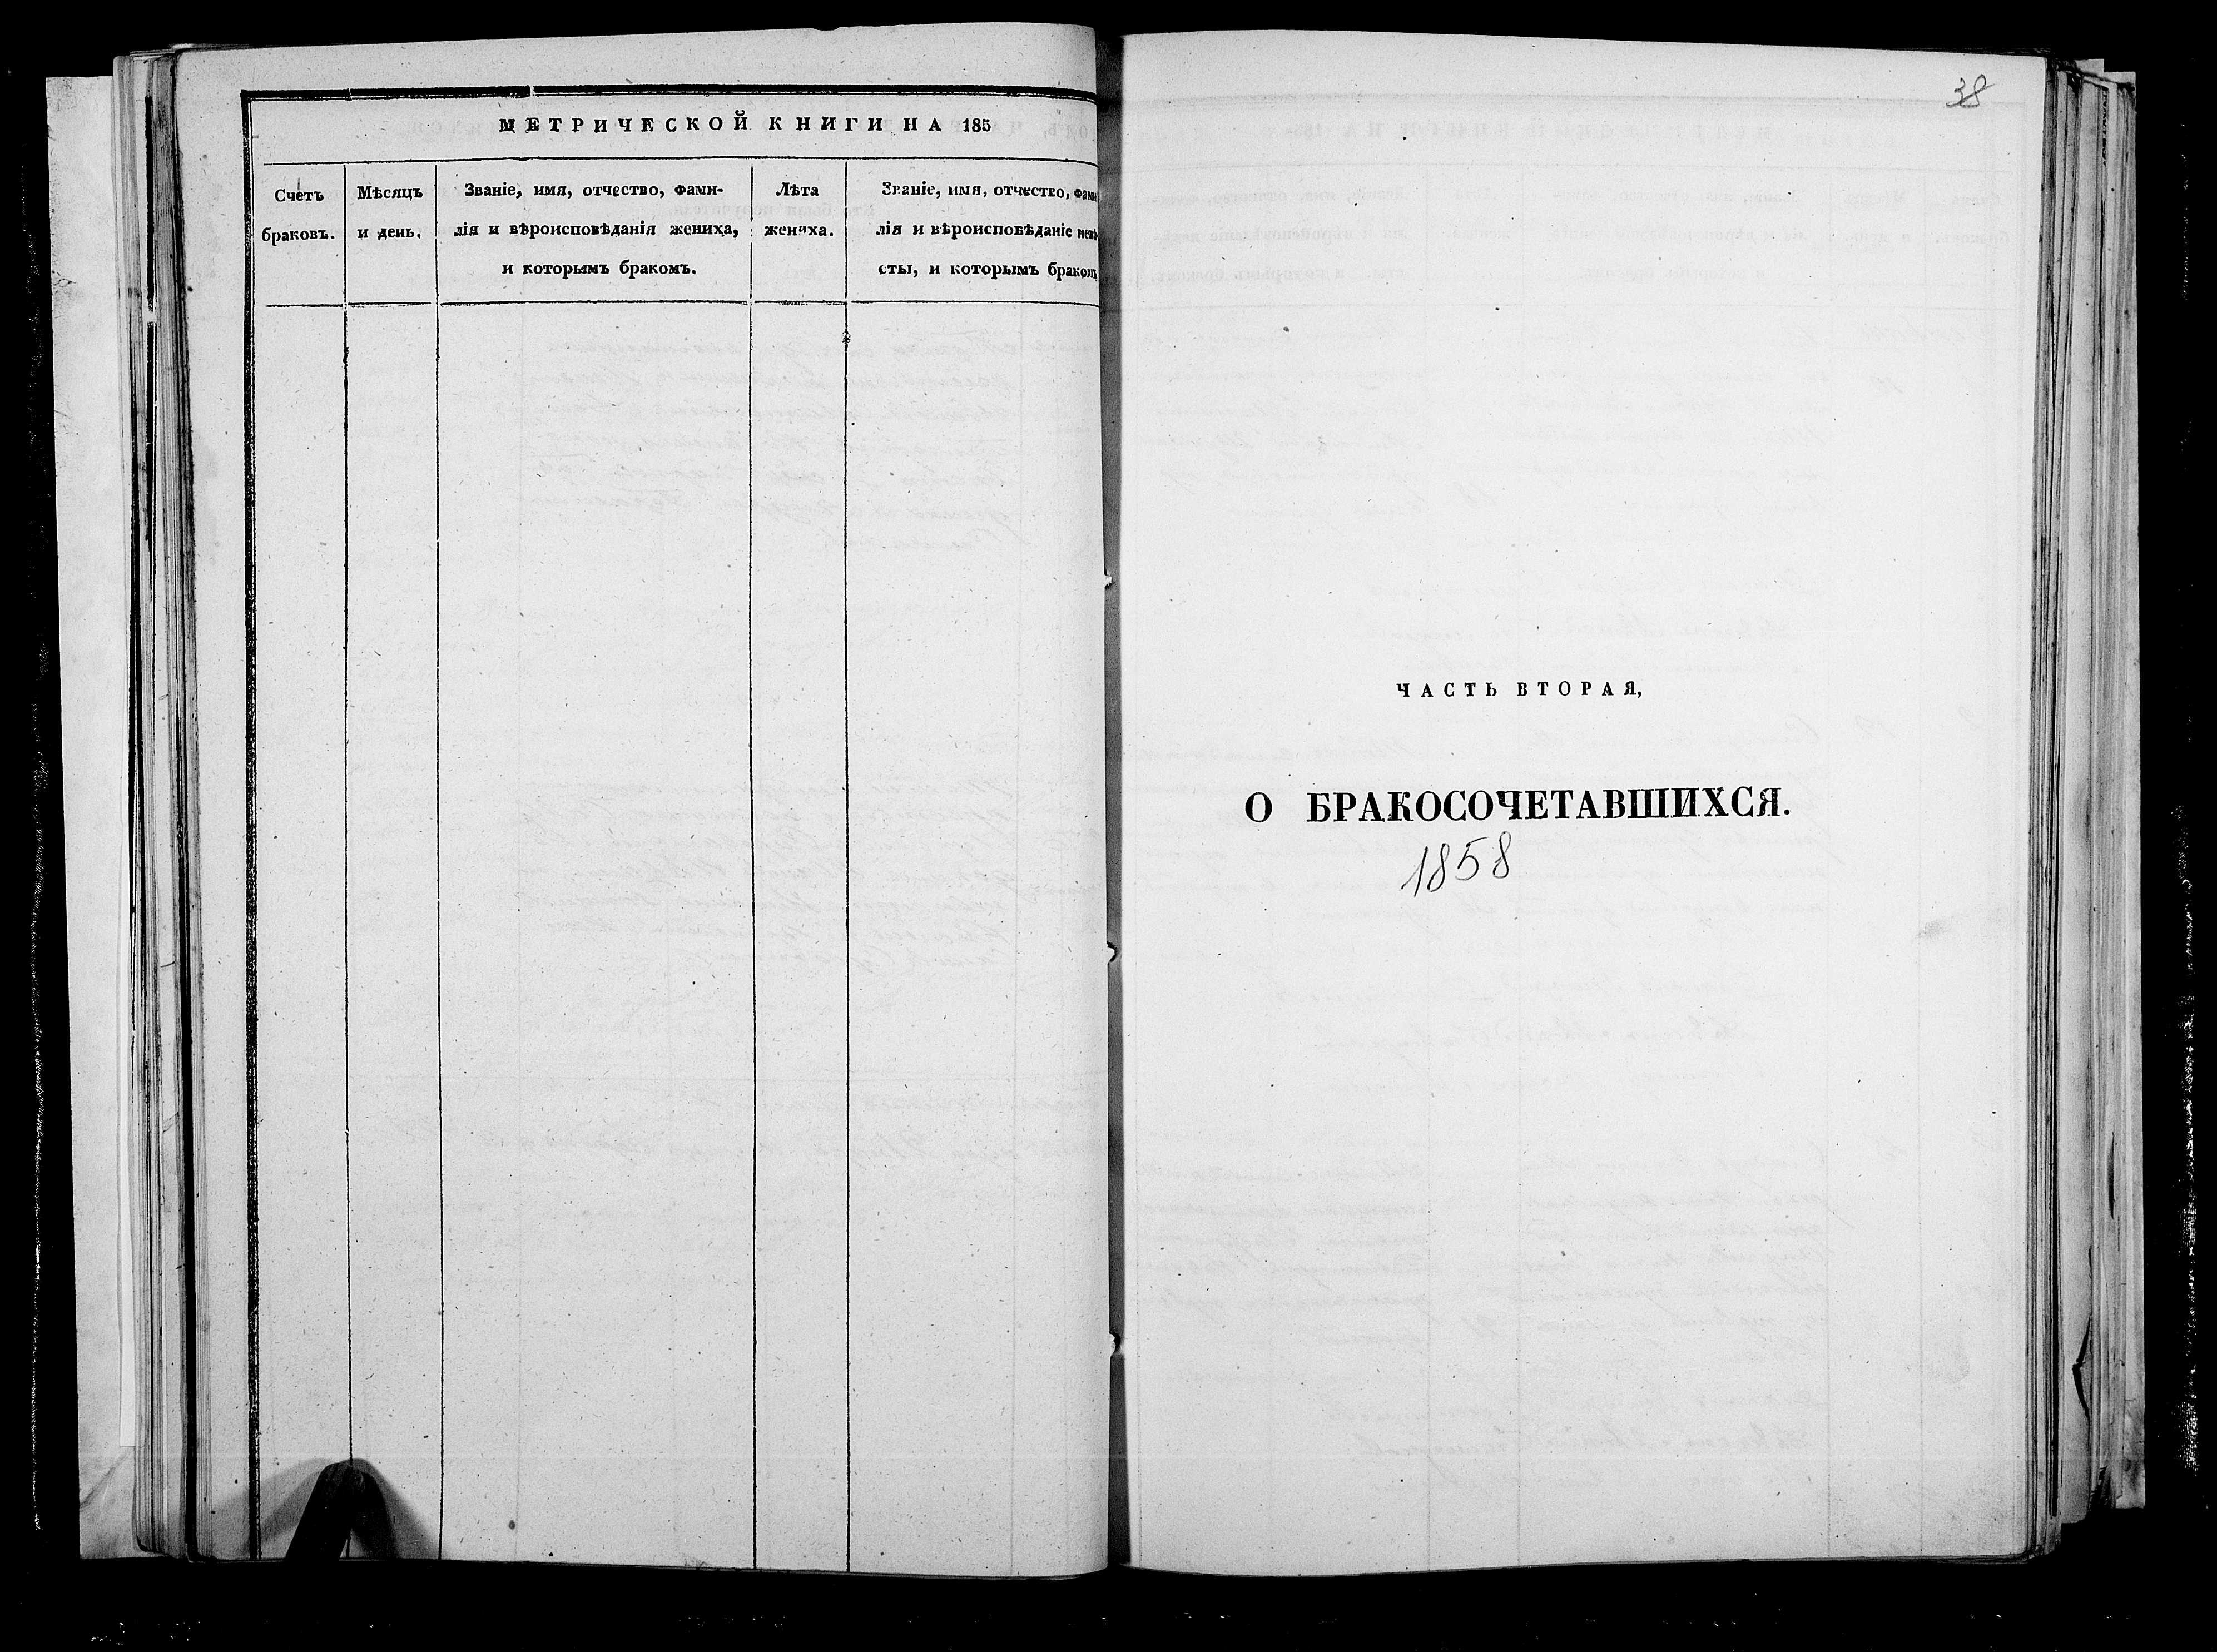 МЕТРИЧЕСКОЙ КНИГИ НА 185
Счетъ
браковъ.
Мѣсяцъ
и день.
Званіе, имя, отчество, фами-
лія и вѣроисповѣданія жениха,
и которымъ бракомъ.
Лѣта
жениха.
Званіе, имя, отчество, фами
лія и вѣроисповѣданіе невѣ
сты, и которымъ бракомъ
38
ЧАСТЬ ВТОРАЯ,
О БРАКОСОЧЕТАВШИХСЯ.
1858